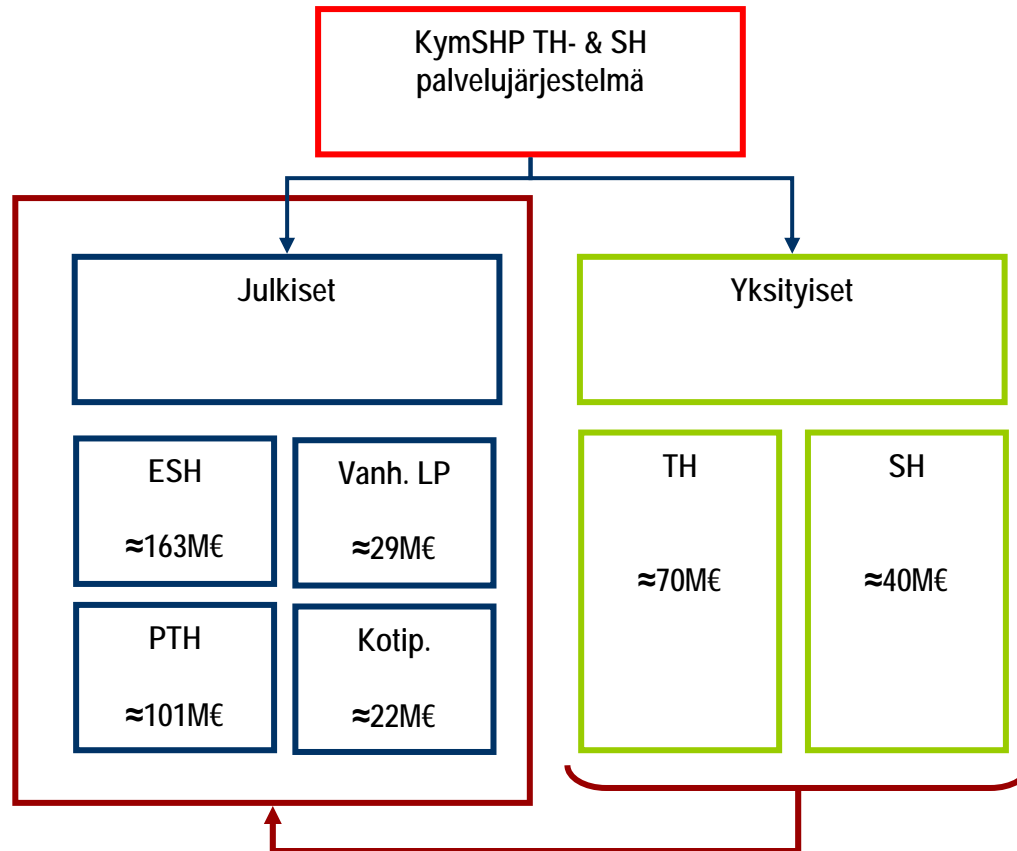 KymSHP TH- & SH
palvelujärjestelmä
Julkiset
Yksityiset
ESH
≈163M€
Vanh. LP
≈29M€
PTH
≈101M€
Kotip.
≈22M€
TH
≈70M€
SH
≈40M€